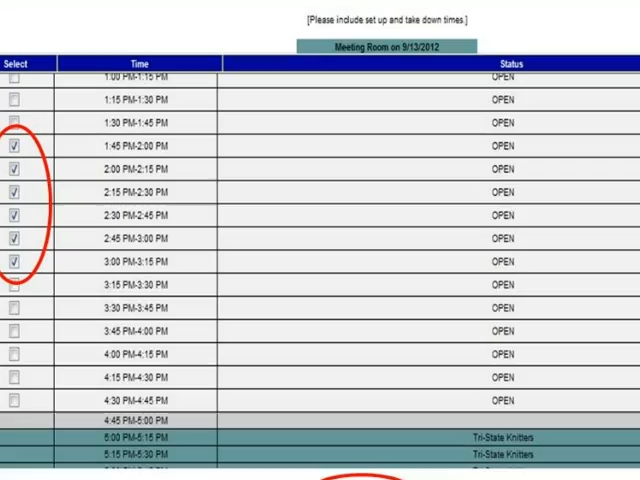 [Please include set up and take down times.]
Meeting Room on 9/13/2012
Select Time Status
1:00 PM-1:15 PM OPEN
1:15 PM-1:30 PM OPEN
1:30 PM-1:45 PM OPEN
1:45 PM-2:00 PM OPEN
2:00 PM-2:15 PM OPEN
2:15 PM-2:30 PM OPEN
2:30 PM-2:45 PM OPEN
2:45 PM-3:00 PM OPEN
3:00 PM-3:15 PM OPEN
3:15 PM-3:30 PM OPEN
3:30 PM-3:45 PM OPEN
3:45 PM-4:00 PM OPEN
4:00 PM-4:15 PM OPEN
4:15 PM-4:30 PM OPEN
4:30 PM-4:45 PM OPEN
4:45 PM-5:00 PM
5:00 PM-5:15 PM Tri-State Knitters
5:15 PM-5:30 PM Tri-State Knitters